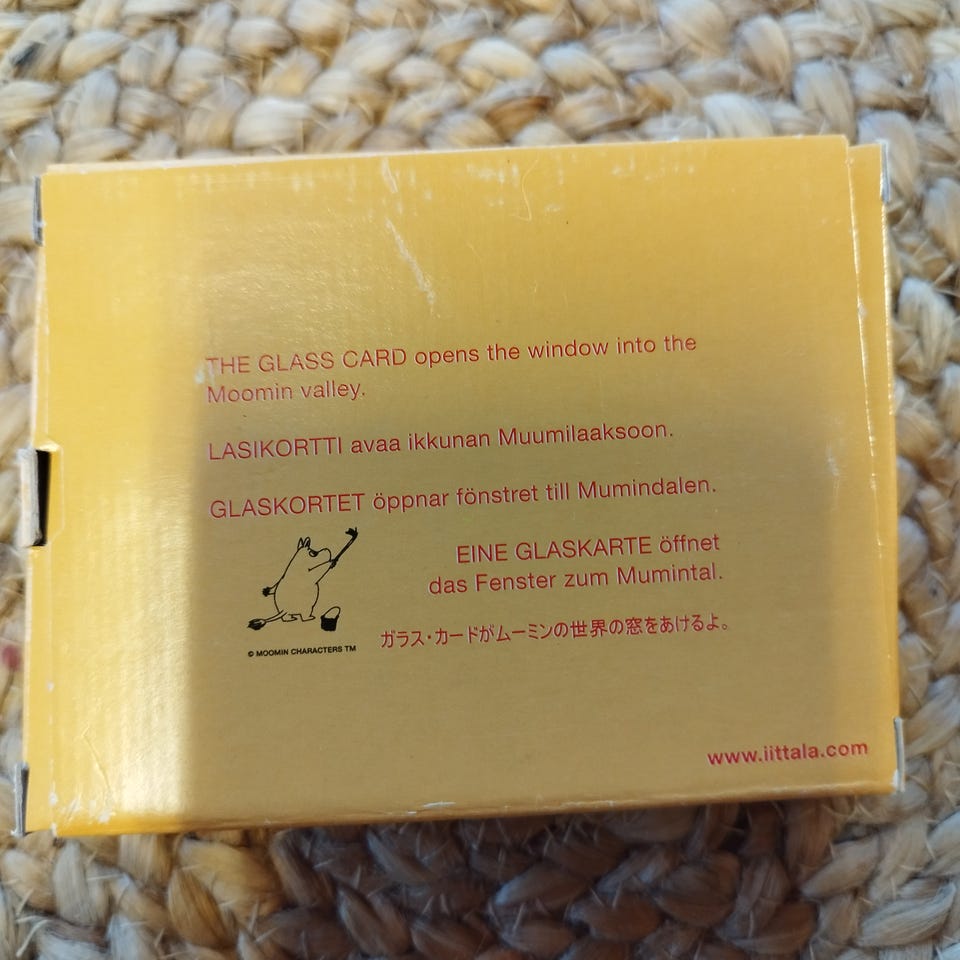 THE GLASS CARD opens the window into the
Moomin valley.
LASIKORTTI avaa ikkunan Muumilaaksoon.
GLASKORTET öppnar fönstret till Mumindalen.
EINE GLASKARTE öffnet
das Fenster zum Mumintal.
ガラス・カードがムーミンの世界の窓をあけるよ。
© MOOMIN CHARACTERS TM
www.iittala.com